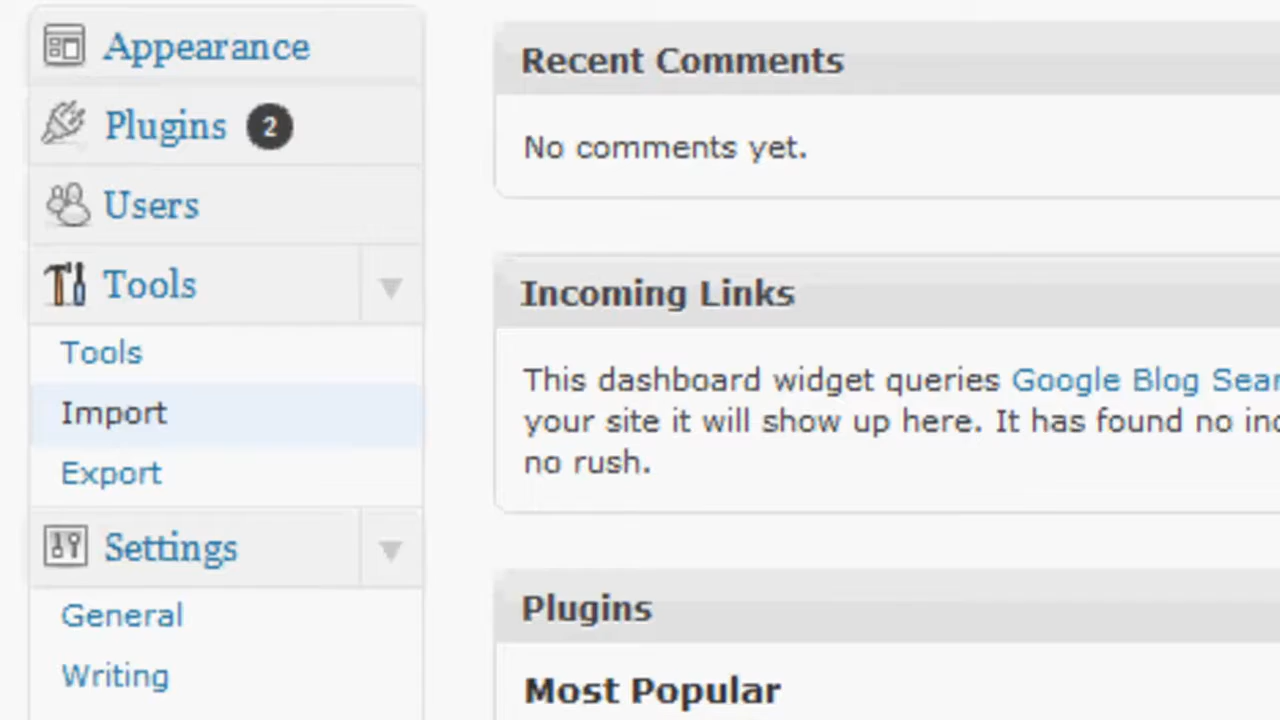 Appearance
Plugins 2
Users
Tools
Tools
Import
Export
Settings
General
Writing
Recent Comments
No comments yet.
Incoming Links
This dashboard widget queries Google Blog
your site it will show up here. It has found no
no rush.
Plugins
Most Popular